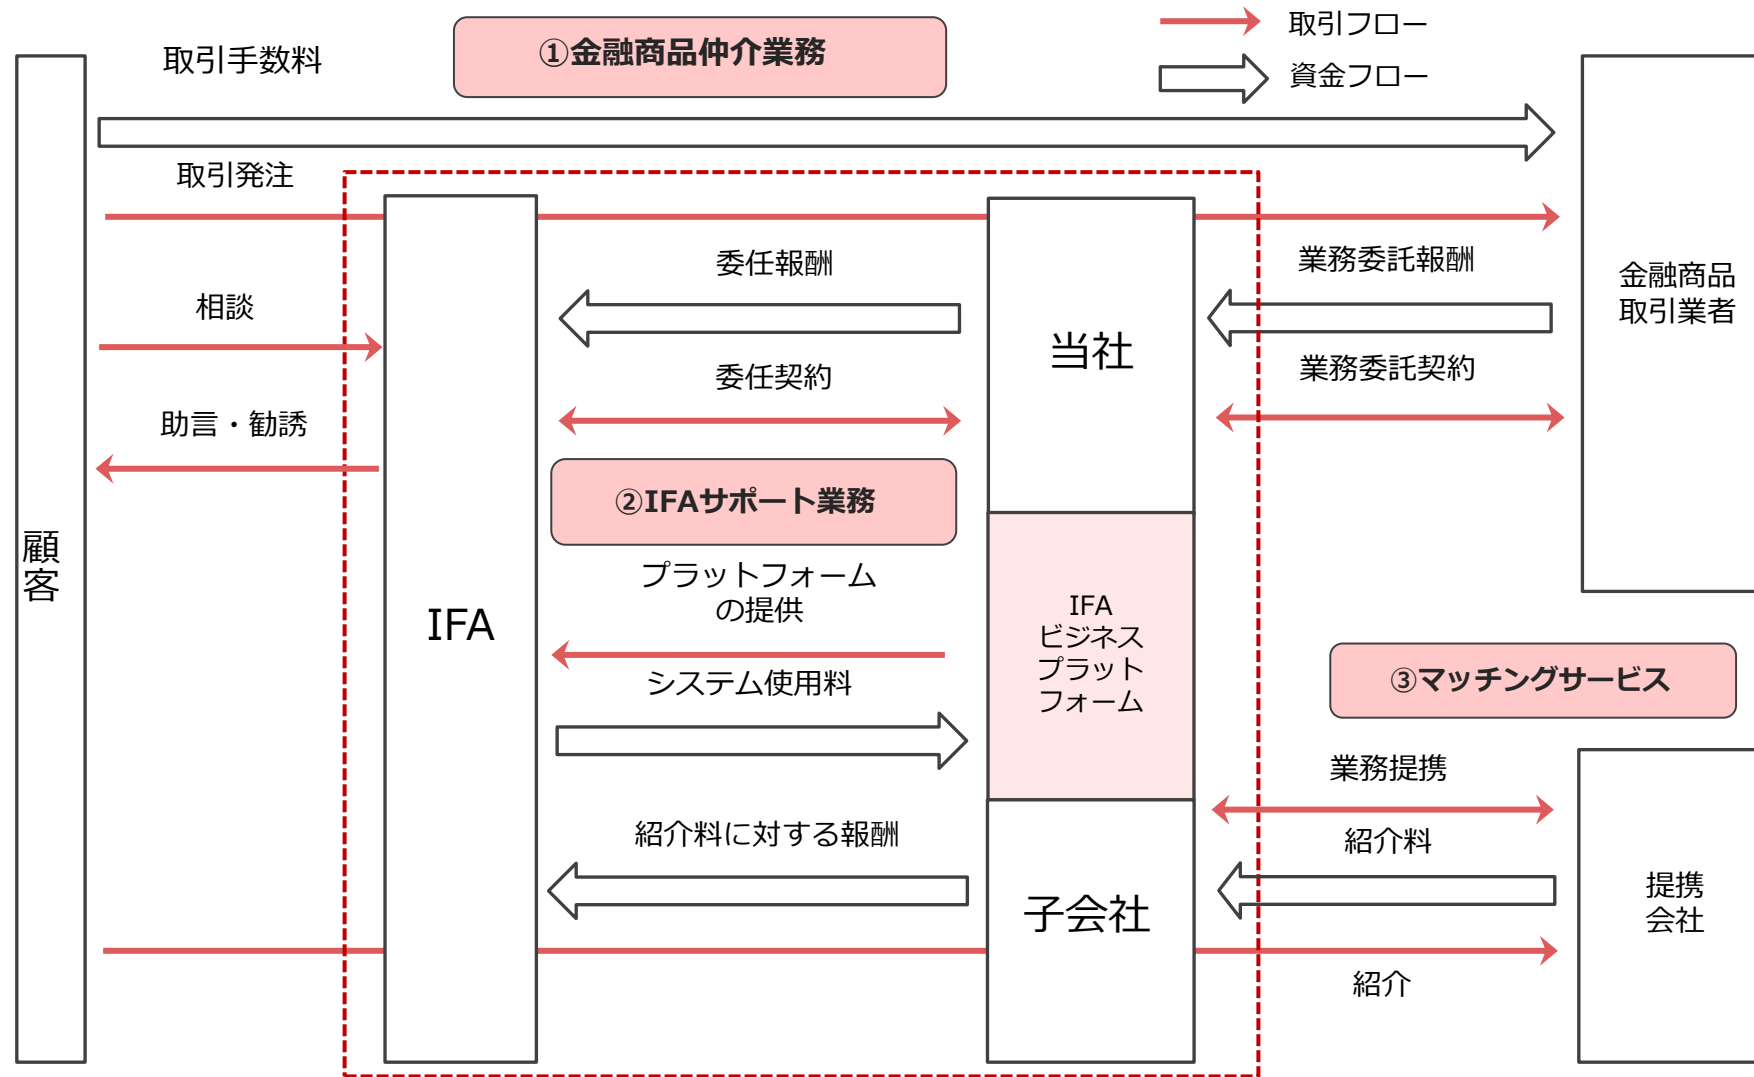 取引手数料
①金融商品仲介業務
取引フロー
資金フロー
取引発注
相談
助言・勧誘
顧
客
IFA
委任報酬
委任契約
②IFAサポート業務
プラットフォーム
の提供
システム使用料
紹介料に対する報酬
当社
IFA
ビジネス
プラット
フォーム
子会社
業務委託報酬
業務委託契約
金融商品
取引業者
③マッチングサービス
業務提携
紹介料
紹介
提携
会社